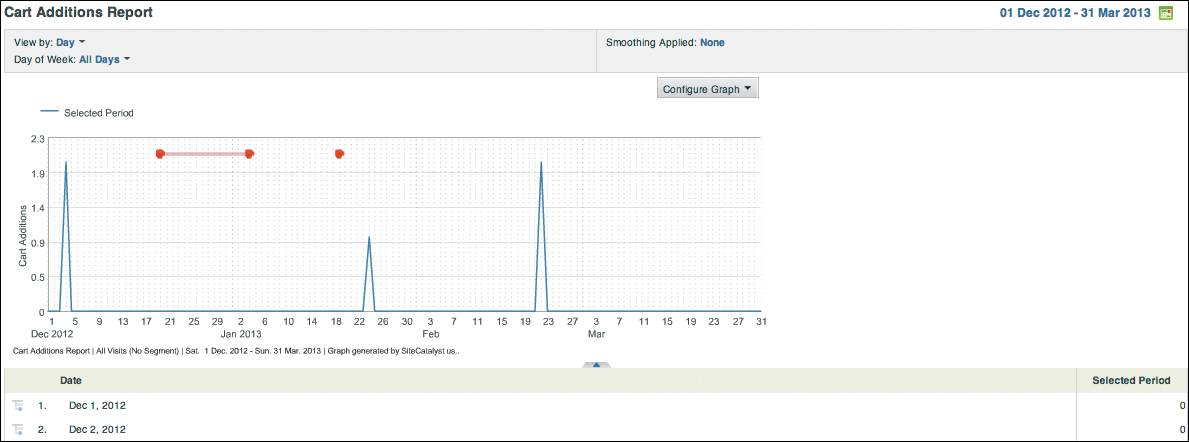 Cart Additions Report
01 Dec 2012 - 31 Mar 2013
View by: Day
Smoothing Applied: None
Day of Week: All Days
Configure Graph
Selected Period
2.3
1.9
1.4
0.9
0.5
0
Cart Additions
1 5 9 13 17 21 25 29 2 6 10 14 18 22 26 30 3 7 11 15 19 23 27 3 7 11 15 19 23 27 31
Dec 2012 Jan 2013 Feb Mar
Cart Additions Report | All Visits (No Segment) | Sat. 1 Dec. 2012 - Sun. 31 Mar. 2013 | Graph generated by SiteCatalyst us..
Date Selected Period
1. Dec 1, 2012 0
2. Dec 2, 2012 0